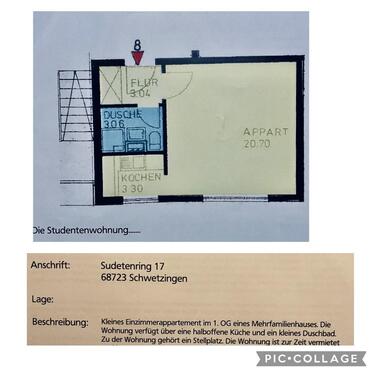 8
FLUR
3.04
DUSCHE
3.06
APPART
20.70
KOCHEN
3.30
Die Studentenwohnung......
Anschrift: Sudetenring 17
68723 Schwetzingen
Lage:
Beschreibung: Kleines Einzimmerappartement im 1. OG eines Mehrfamilienhauses. Die
Wohnung verfügt über eine halboffene Küche und ein kleines Duschbad.
Zu der Wohnung gehört ein Stellplatz. Die Wohnung ist zur Zeit vermietet
PIC•COLLAGE